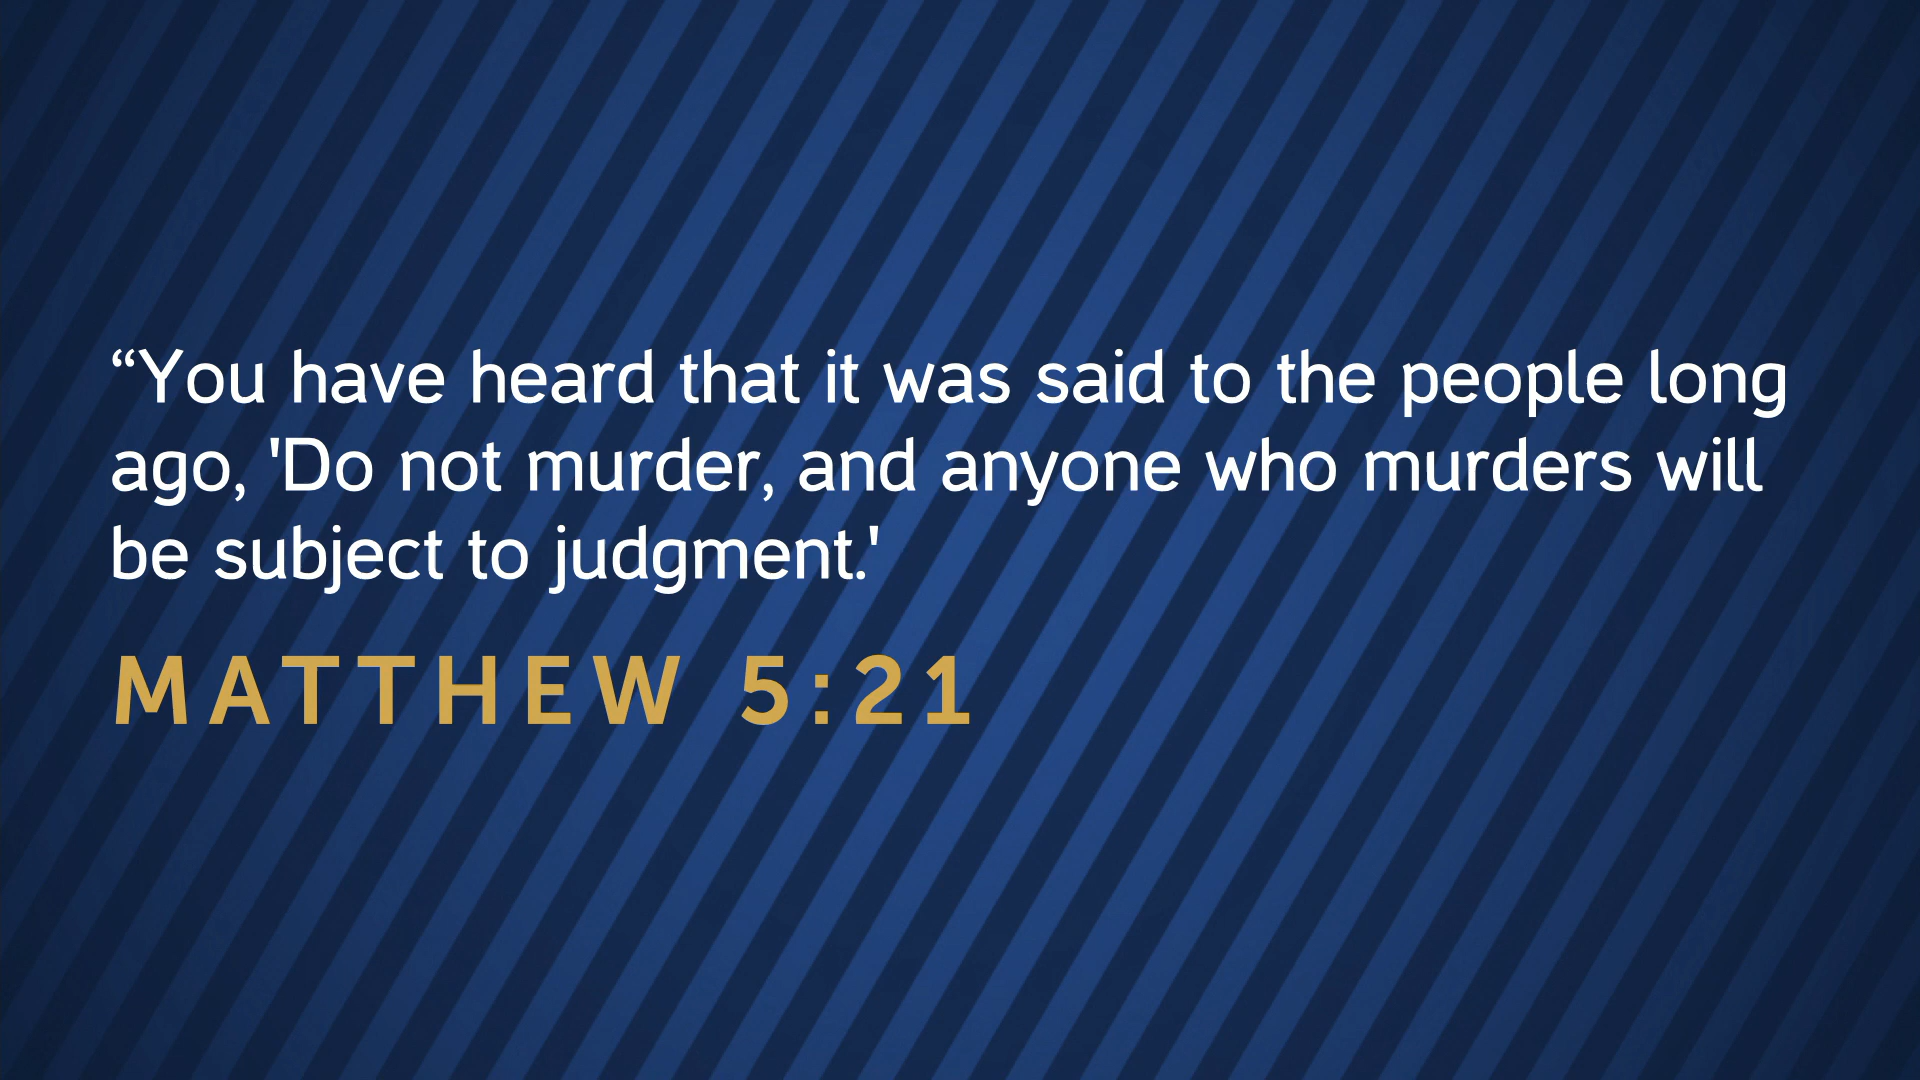 “You have heard that it was said to the people long
ago, 'Do not murder, and anyone who murders will
be subject to judgment.'
MATTHEW 5:21